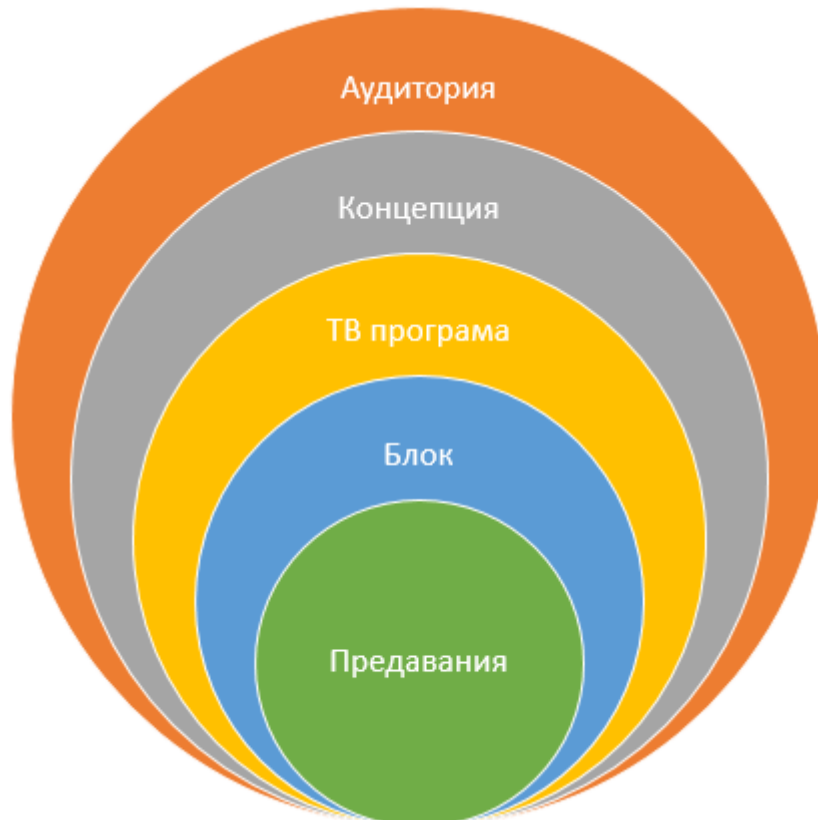 Аудитория
Концепция
ТВ програма
Блок
Предавания